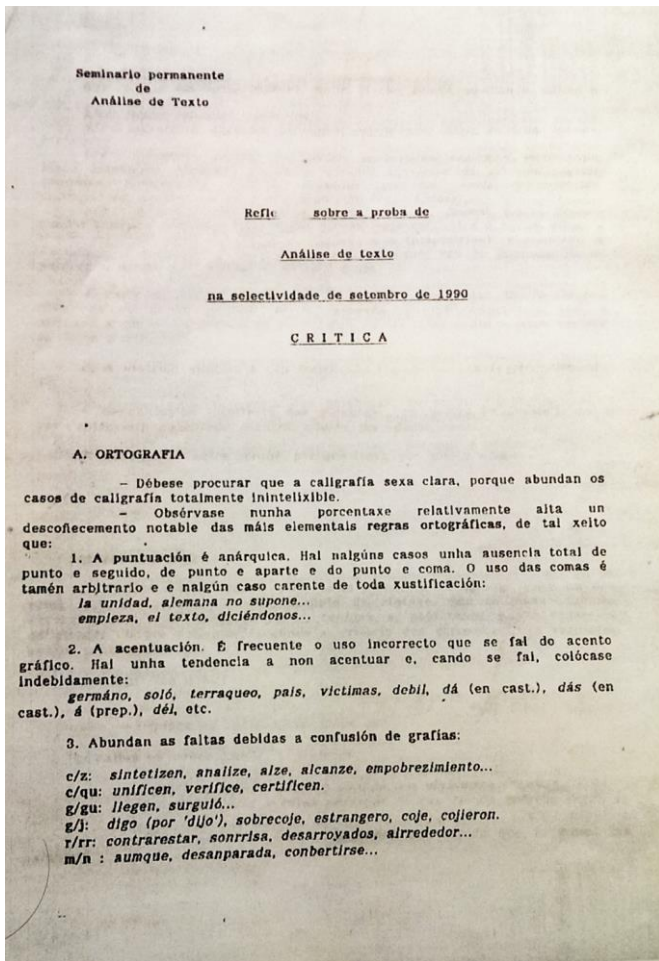 Seminario permanente
de
Análise de Texto
sobre a proba de
Análise de texto
na selectividade de setembro de 1990
C R I T I C A
A. ORTOGRAFIA
- Débese procurar que a caligrafía sexa clara, porque abundan os
casos de caligrafía totalmente inintelixible.
- Obsérvase nunha porcentaxe relativamente alta un
descoñecemento notable das máis elementais regras ortográficas, de tal xeito
que:
1. A puntuación é anárquica. Hai nalgúns casos unha ausencia total de
punto e seguido, de punto e aparte e do punto e coma. O uso das comas é
tamén arbitrario e e nalgún caso carente de toda xustificación:
la unidad, alemana no supone...
empieza, el texto, diciéndonos...
2. A acentuación. É frecuente o uso incorrecto que se fai do acento
gráfico. Hai unha tendencia a non acentuar e, cando se fai, colócase
indebidamente:
germáno, soló, terraqueo, pais, victimas, debil, dá (en cast.), dás (en
cast.), á (prep.), dél, etc.
3. Abundan as faltas debidas a confusión de grafías:
c/z: sintetizen, analize, alze, alcanze, empobrezimiento...
c/qu: unificen, verifice, certificen.
g/gu: llegen, surguió...
g/j: digo (por 'dijo'), sobrecoje, estrangero, coje, cojieron.
r/rr: contrarestar, sonrrisa, desarroyados, alrrededor...
m/n : aumque, desanparada, conbertirse...